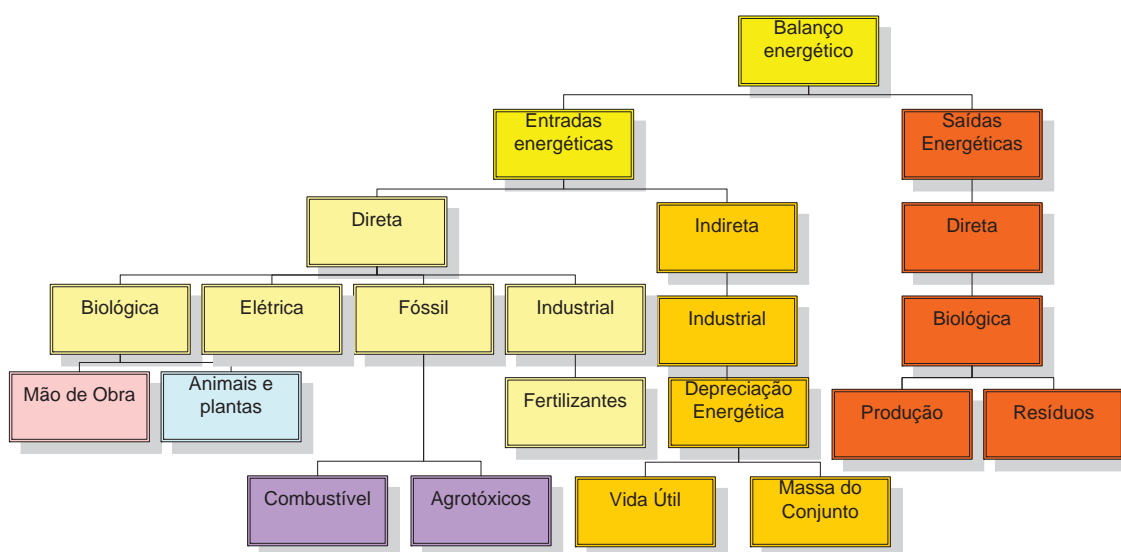 Balanço
energético
Entradas
energéticas
Saídas
Energéticas
Direta
Indireta
Direta
Biológica
Elétrica
Fóssil
Industrial
Industrial
Biológica
Mão de Obra
Animais e
plantas
Fertilizantes
Depreciação
Energética
Produção
Resíduos
Combustível
Agrotóxicos
Vida Útil
Massa do
Conjunto